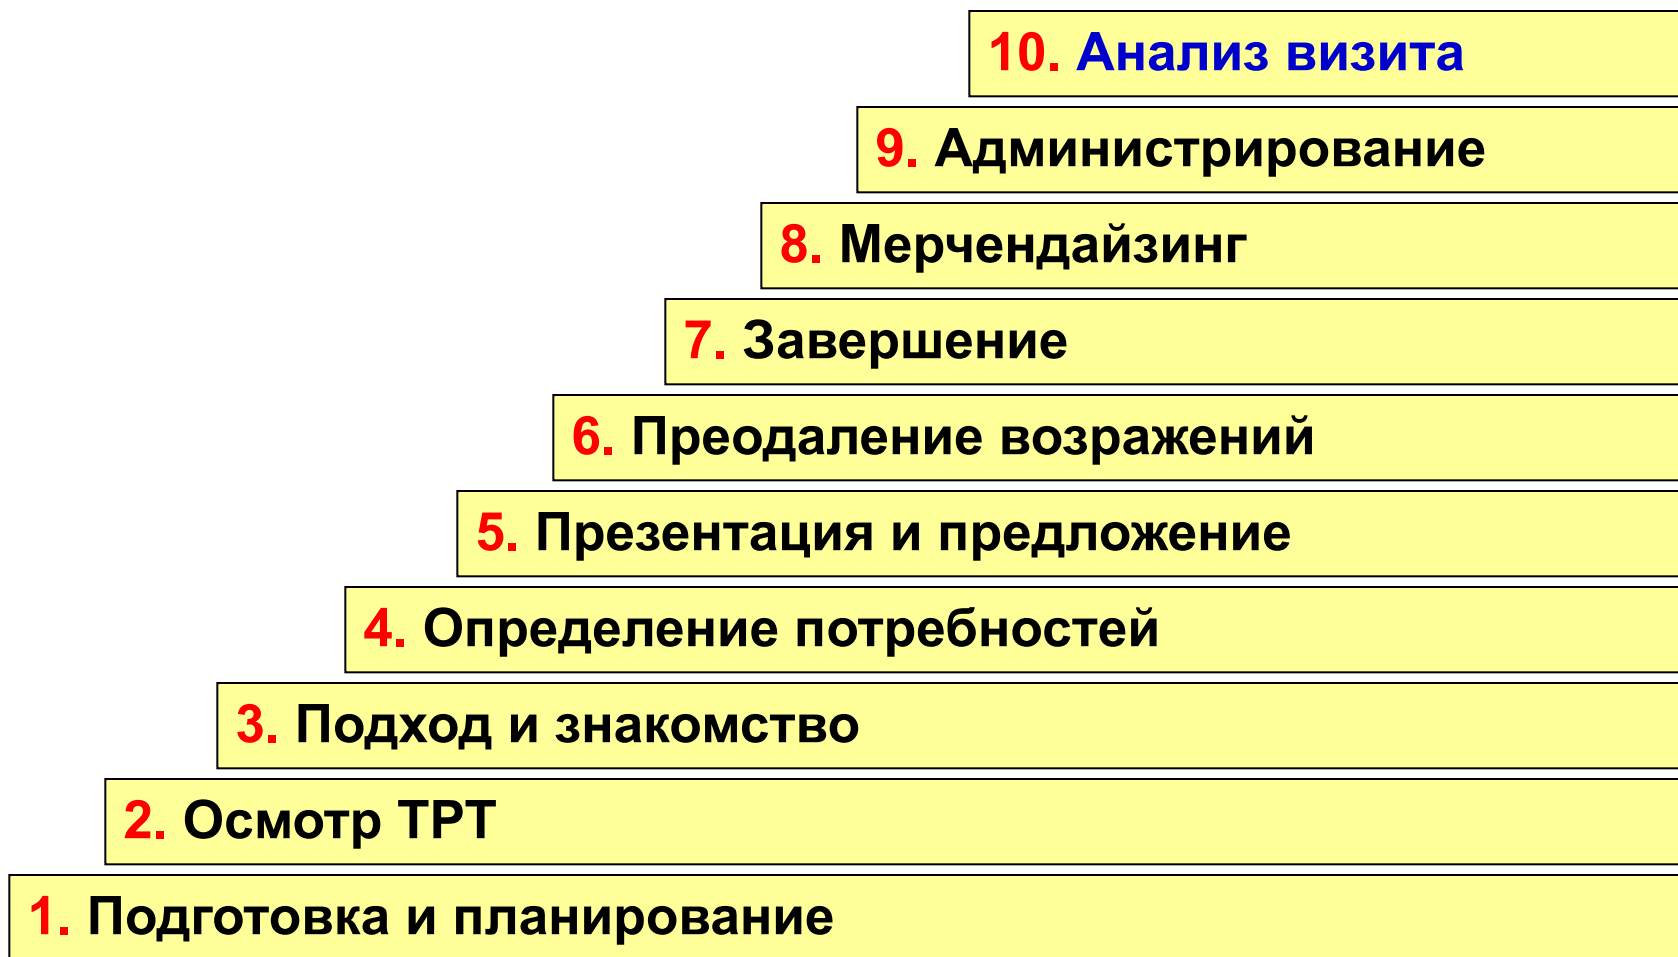 10. Анализ визита
9. Администрирование
8. Мерчендайзинг
7. Завершение
6. Преодаление возражений
5. Презентация и предложение
4. Определение потребностей
3. Подход и знакомство
2. Осмотр ТРТ
1. Подготовка и планирование